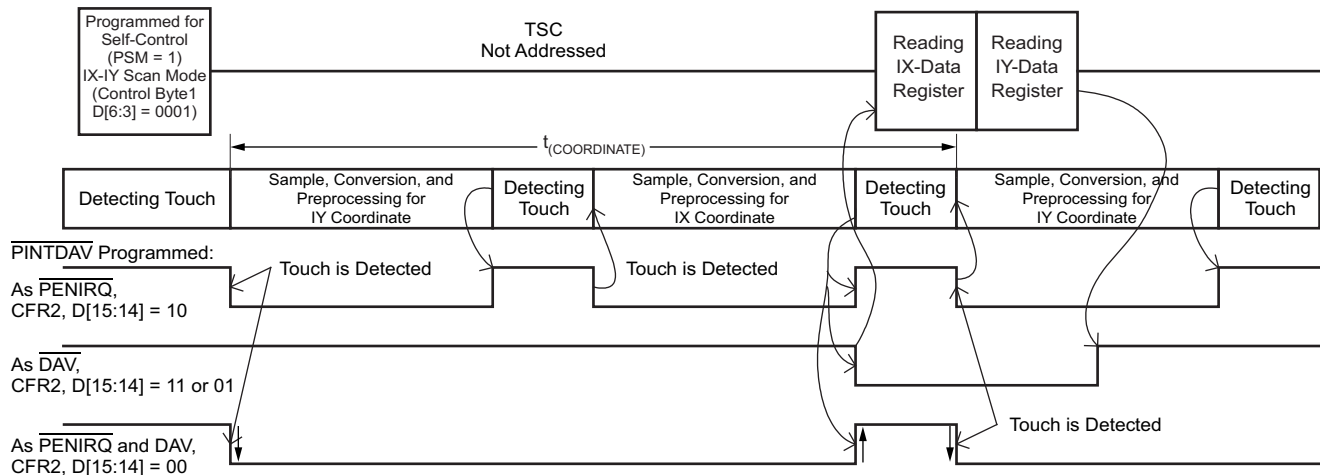 Programmed for
Self-Control
(PSM = 1)
IX-IY Scan Mode
(Control Byte1
D[6:3] = 0001)
TSC
Not Addressed
Reading
IX-Data
Register
Reading
IY-Data
Register
t(COORDINATE)
Detecting Touch
Sample, Conversion, and
Preprocessing for
IY Coordinate
Detecting
Touch
Sample, Conversion, and
Preprocessing for
IX Coordinate
Detecting
Touch
Sample, Conversion, and
Preprocessing for
IY Coordinate
Detecting
Touch
PINTDAV Programmed:
Touch is Detected
Touch is Detected
As PENIRQ,
CFR2, D[15:14] = 10
As DAV,
CFR2, D[15:14] = 11 or 01
Touch is Detected
As PENIRQ and DAV,
CFR2, D[15:14] = 00